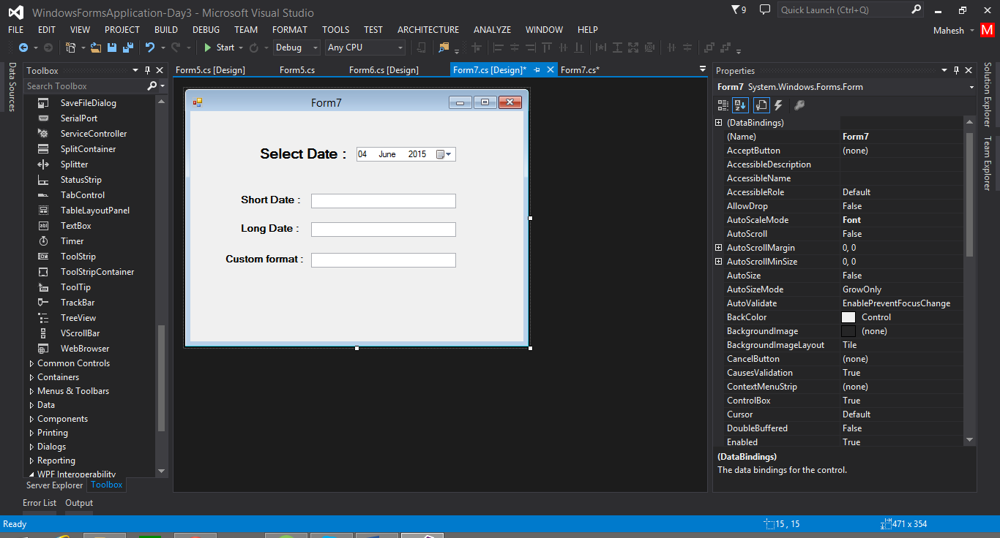 WindowsFormsApplication-Day3 - Microsoft Visual Studio
9
Quick Launch (Ctrl+Q)
FILE EDIT VIEW PROJECT BUILD DEBUG TEAM FORMAT TOOLS TEST ARCHITECTURE ANALYZE WINDOW HELP
Mahesh M
Start Debug Any CPU
Data Sources
Toolbox
Search Toolbox
SaveFileDialog
SerialPort
ServiceController
SplitContainer
Splitter
StatusStrip
TabControl
TableLayoutPanel
TextBox
Timer
ToolStrip
ToolStripContainer
ToolTip
TrackBar
TreeView
VScrollBar
WebBrowser
Common Controls
Containers
Menus & Toolbars
Data
Components
Printing
Dialogs
Reporting
WPF Interoperability
Server Explorer Toolbox
Error List Output
Form5.cs [Design] Form5.cs Form6.cs [Design] Form7.cs [Design]* Form7.cs*
Form7
Select Date : 04 June 2015
Short Date :
Long Date :
Custom format :
Properties
Form7 System.Windows.Forms.Form
(DataBindings)
(Name) Form7
AcceptButton (none)
AccessibleDescription
AccessibleName
AccessibleRole Default
AllowDrop False
AutoScaleMode Font
AutoScroll False
AutoScrollMargin 0, 0
AutoScrollMinSize 0, 0
AutoSize False
AutoSizeMode GrowOnly
AutoValidate EnablePreventFocusChange
BackColor Control
BackgroundImage (none)
BackgroundImageLayout Tile
CancelButton (none)
CausesValidation True
ContextMenuStrip (none)
ControlBox True
Cursor Default
DoubleBuffered False
Enabled True
(DataBindings)
The data bindings for the control.
Solution Explorer
Team Explorer
Ready
15 , 15
471 x 354